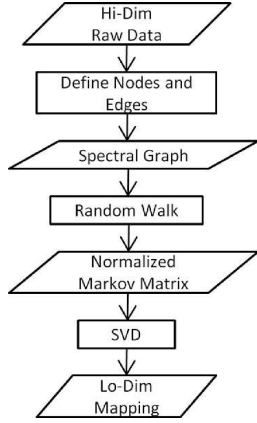 Hi-Dim
Raw Data
Define Nodes and
Edges
Spectral Graph
Random Walk
Normalized
Markov Matrix
SVD
Lo-Dim
Mapping